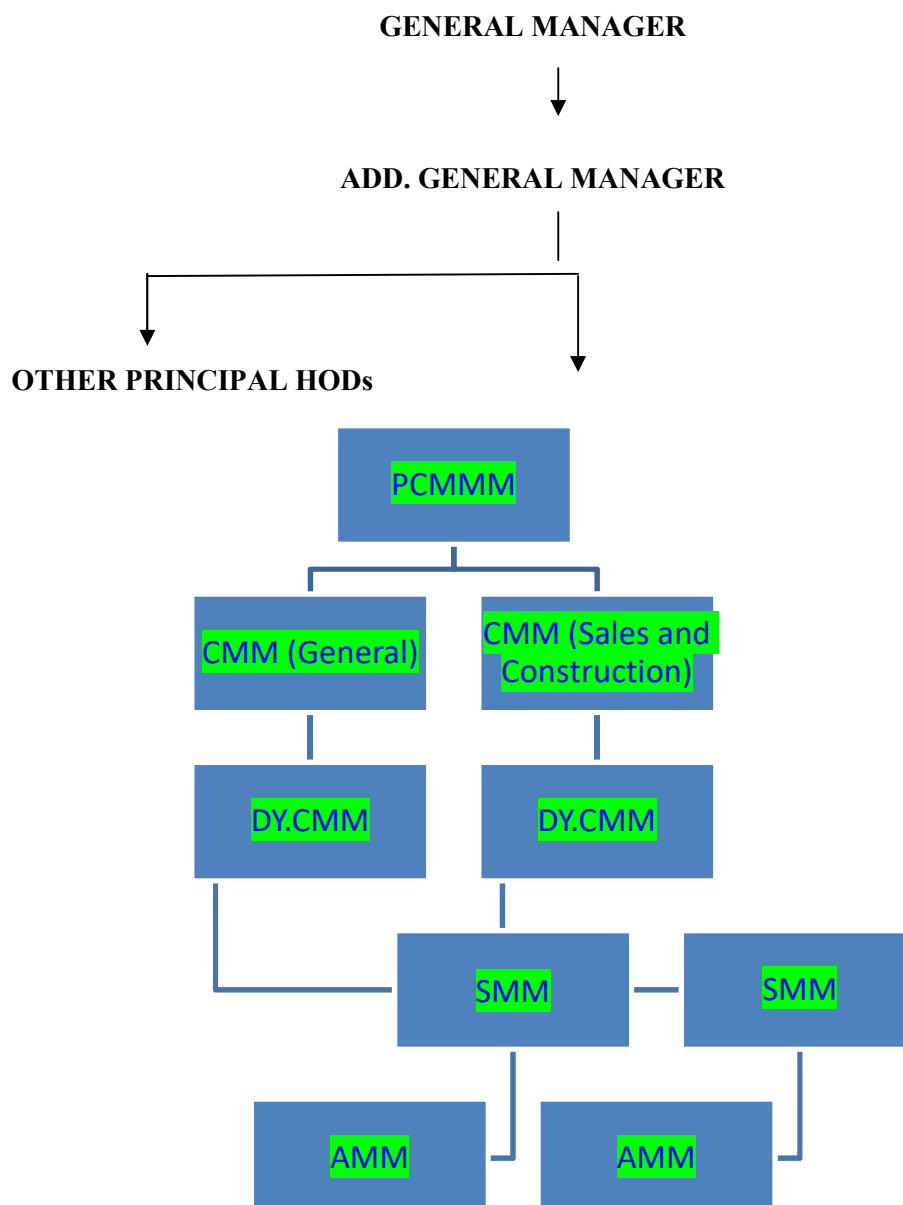 GENERAL MANAGER
ADD. GENERAL MANAGER
OTHER PRINCIPAL HODs
PCMMM
CMM (General)
CMM (Sales and
Construction)
DY.CMM
DY.CMM
SMM
SMM
AMM
AMM